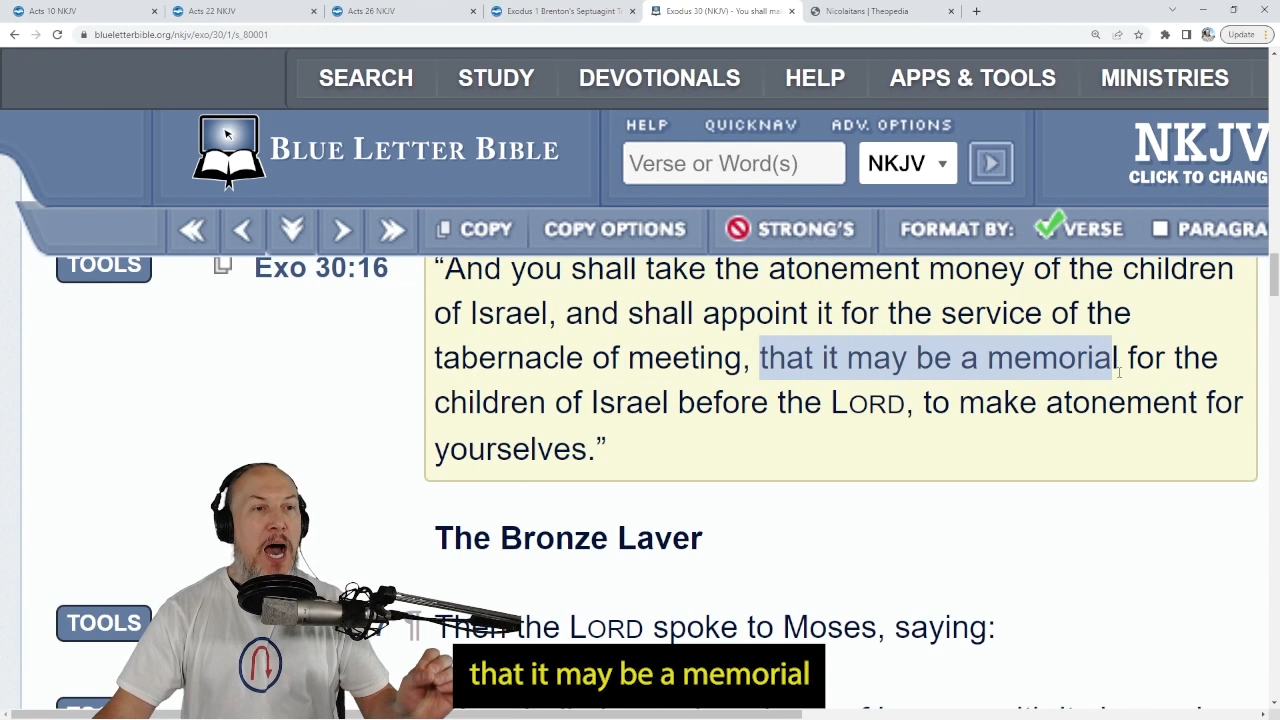 Acts 10 NKJV
Acts 22 NKJV
Acts 26 NKJV
Exodus 1 Brenton's Septuagint T
Exodus 30 (NKJV) - You shall ma
Nicolaitans | Theopedia
blueletterbible.org/nkjv/exo/30/1/s_80001
Update
SEARCH STUDY DEVOTIONALS HELP APPS & TOOLS MINISTRIES
HELP QUICKNAV ADV. OPTIONS
BLUE LETTER BIBLE
Verse or Word(s)
NKJV
NKJV
CLICK TO CHANG
COPY COPY OPTIONS STRONG'S FORMAT BY: VERSE PARAGRA
TOOLS
Exo 30:16
“And you shall take the atonement money of the children
of Israel, and shall appoint it for the service of the
tabernacle of meeting, that it may be a memorial for the
children of Israel before the LORD, to make atonement for
yourselves.”
The Bronze Laver
TOOLS
¶ Then the LORD spoke to Moses, saying:
that it may be a memorial